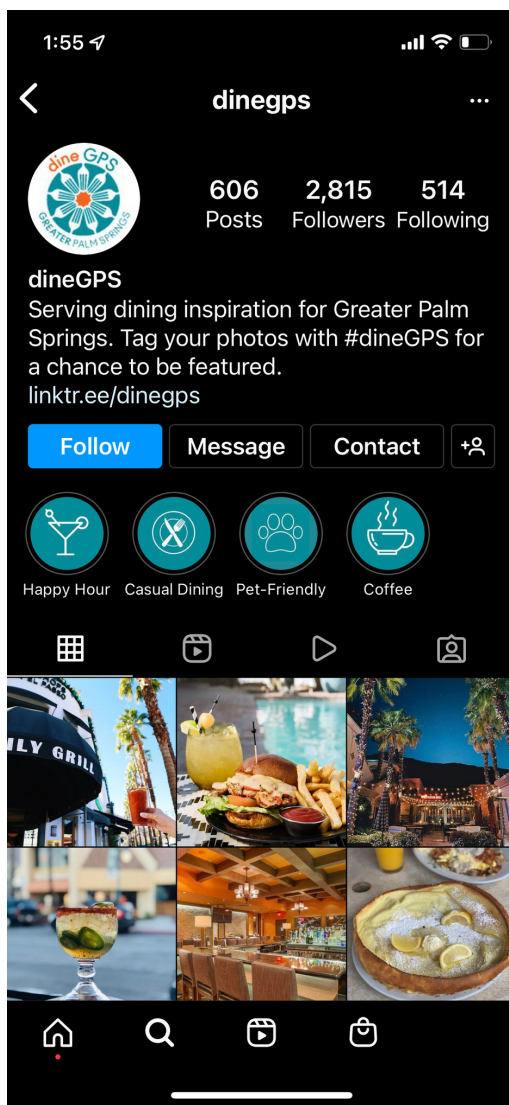 1:55
dinegps
dine GPS
GREATER PALM SPRINGS
606 2,815 514
Posts Followers Following
dineGPS
Serving dining inspiration for Greater Palm
Springs. Tag your photos with #dineGPS for
a chance to be featured.
linktr.ee/dinegps
Follow Message Contact
Happy Hour Casual Dining Pet-Friendly Coffee
ILY GRILL